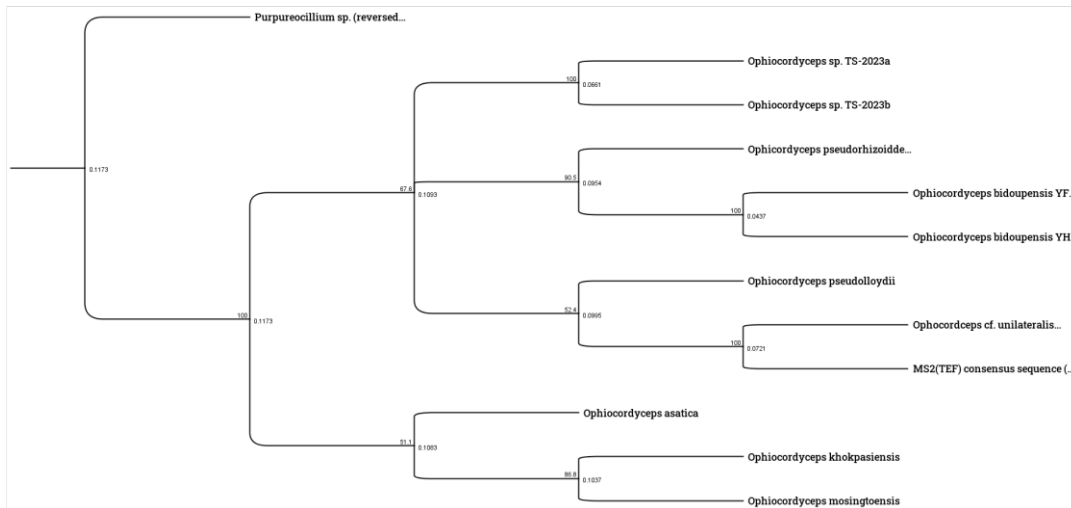 Purpureocillium sp. (reversed...
Ophiocordyceps sp. TS-2023a
100
0.0661
Ophiocordyceps sp. TS-2023b
Ophicordyceps pseudorhizoidde...
0.1173
90.5
0.0954
67.6
0.1093
Ophiocordyceps bidoupensis YF.
100
0.0437
Ophiocordyceps bidoupensis YH
Ophiocordyceps pseudolloydii
52.4
0.0995
100
0.1173
Ophocordceps cf. unilateralis...
100
0.0721
MS2(TEF) consensus sequence (..
Ophiocordyceps asatica
51.1
0.1083
Ophiocordyceps khokpasiensis
86.8
0.1037
Ophiocordyceps mosingtoensis